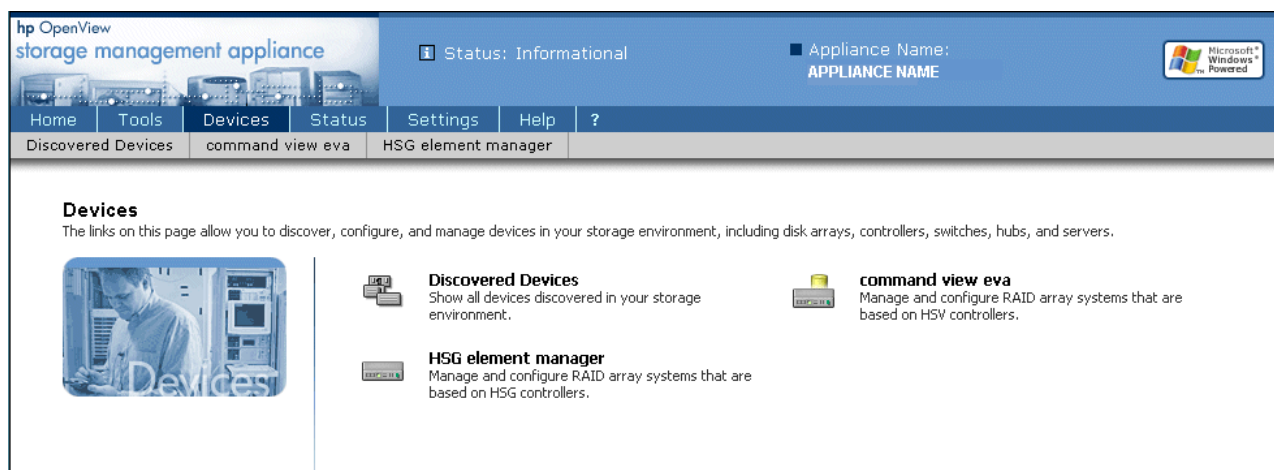 hp OpenView
storage management appliance
Status: Informational
Appliance Name:
APPLIANCE NAME
Microsoft®
Windows®
TM Powered
Home Tools Devices Status Settings Help ?
Discovered Devices command view eva HSG element manager
Devices
The links on this page allow you to discover, configure, and manage devices in your storage environment, including disk arrays, controllers, switches, hubs, and servers.
Devices
Discovered Devices
Show all devices discovered in your storage
environment.
command view eva
Manage and configure RAID array systems that are
based on HSV controllers.
HSG element manager
Manage and configure RAID array systems that are
based on HSG controllers.